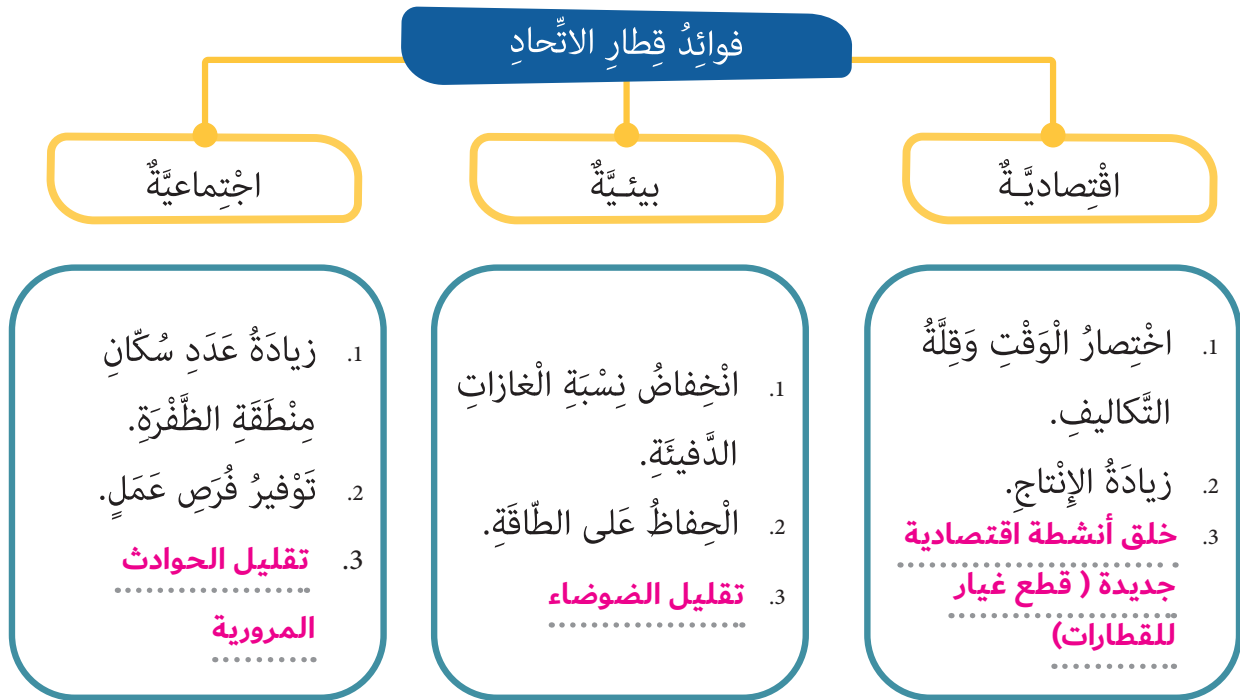 فوائِدُ قِطارِ الاتِّحادِ
اقْتِصاديَّـةٌ
1. اخْتِصارُ الْوَقْتِ وَقِلَّةُ
التَّكاليفِ.
2. زيادَةُ الإِنْتاجِ.
3. خلق أنشطة اقتصادية
جديدة ( قطع غيار
للقطارات)
بيئـيَّةٌ
1. انْخِفاضُ نِسْبَةِ الْغازاتِ
الدَّفيئَةِ.
2. الْحِفاظُ عَلى الطّاقَةِ.
3. تقليل الضوضاء
اجْتِماعيَّةٌ
1. زيادَةُ عَدَدِ سُكّانِ
مِنْطَقَةِ الظَّفْرَةِ.
2. تَوْفيرُ فُرَصِ عَمَلٍ.
3. تقليل الحوادث
المرورية